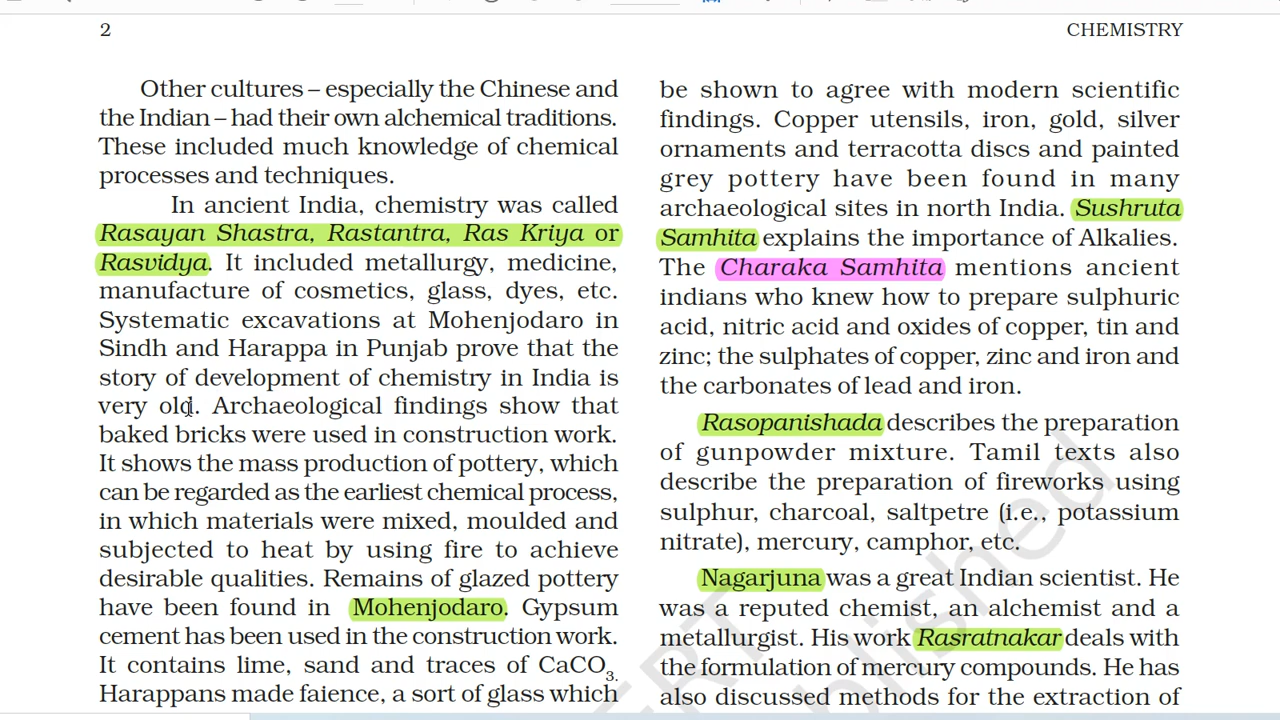 2
CHEMISTRY
Other cultures – especially the Chinese and
the Indian – had their own alchemical traditions.
These included much knowledge of chemical
processes and techniques.
In ancient India, chemistry was called
Rasayan Shastra, Rastantra, Ras Kriya or
Rasvidya. It included metallurgy, medicine,
manufacture of cosmetics, glass, dyes, etc.
Systematic excavations at Mohenjodaro in
Sindh and Harappa in Punjab prove that the
story of development of chemistry in India is
very old. Archaeological findings show that
baked bricks were used in construction work.
It shows the mass production of pottery, which
can be regarded as the earliest chemical process,
in which materials were mixed, moulded and
subjected to heat by using fire to achieve
desirable qualities. Remains of glazed pottery
have been found in Mohenjodaro. Gypsum
cement has been used in the construction work.
It contains lime, sand and traces of CaCO₃.
Harappans made faience, a sort of glass which
be shown to agree with modern scientific
findings. Copper utensils, iron, gold, silver
ornaments and terracotta discs and painted
grey pottery have been found in many
archaeological sites in north India. Sushruta
Samhita explains the importance of Alkalies.
The Charaka Samhita mentions ancient
indians who knew how to prepare sulphuric
acid, nitric acid and oxides of copper, tin and
zinc; the sulphates of copper, zinc and iron and
the carbonates of lead and iron.
Rasopanishada describes the preparation
of gunpowder mixture. Tamil texts also
describe the preparation of fireworks using
sulphur, charcoal, saltpetre (i.e., potassium
nitrate), mercury, camphor, etc.
Nagarjuna was a great Indian scientist. He
was a reputed chemist, an alchemist and a
metallurgist. His work Rasratnakar deals with
the formulation of mercury compounds. He has
also discussed methods for the extraction of